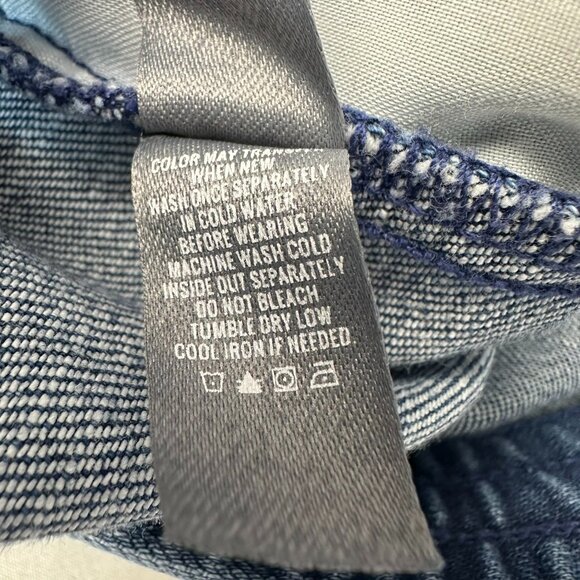 COLOR MAY
WHEN NEW
WASH ONCE SEPARATELY
IN COLD WATER
BEFORE WEARING
MACHINE WASH COLD
INSIDE OUT SEPARATELY
DO NOT BLEACH
TUMBLE DRY LOW
COOL IRON IF NEEDED